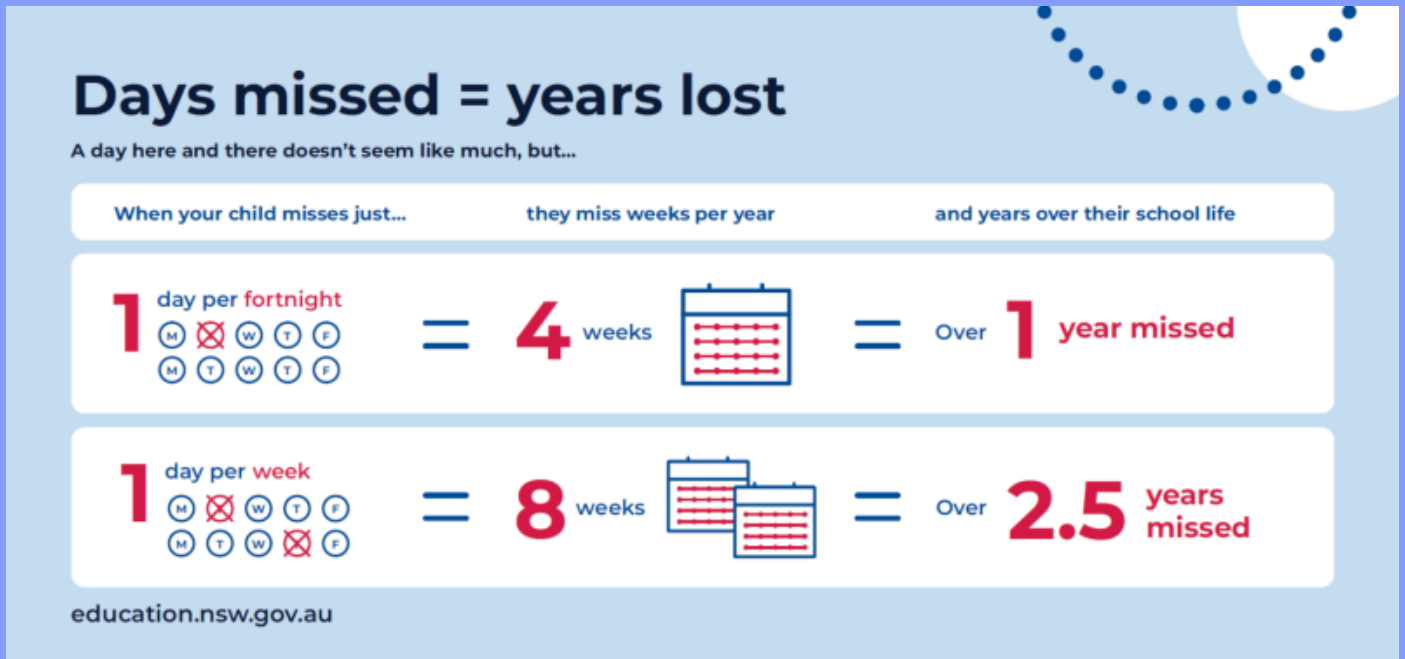 Days missed = years lost
A day here and there doesn't seem like much, but...
When your child misses just... they miss weeks per year and years over their school life
1 day per fortnight = 4 weeks = Over 1 year missed
M T W T F
M T W T F
1 day per week = 8 weeks = Over 2.5 years missed
M T W T F
M T W T F
education.nsw.gov.au